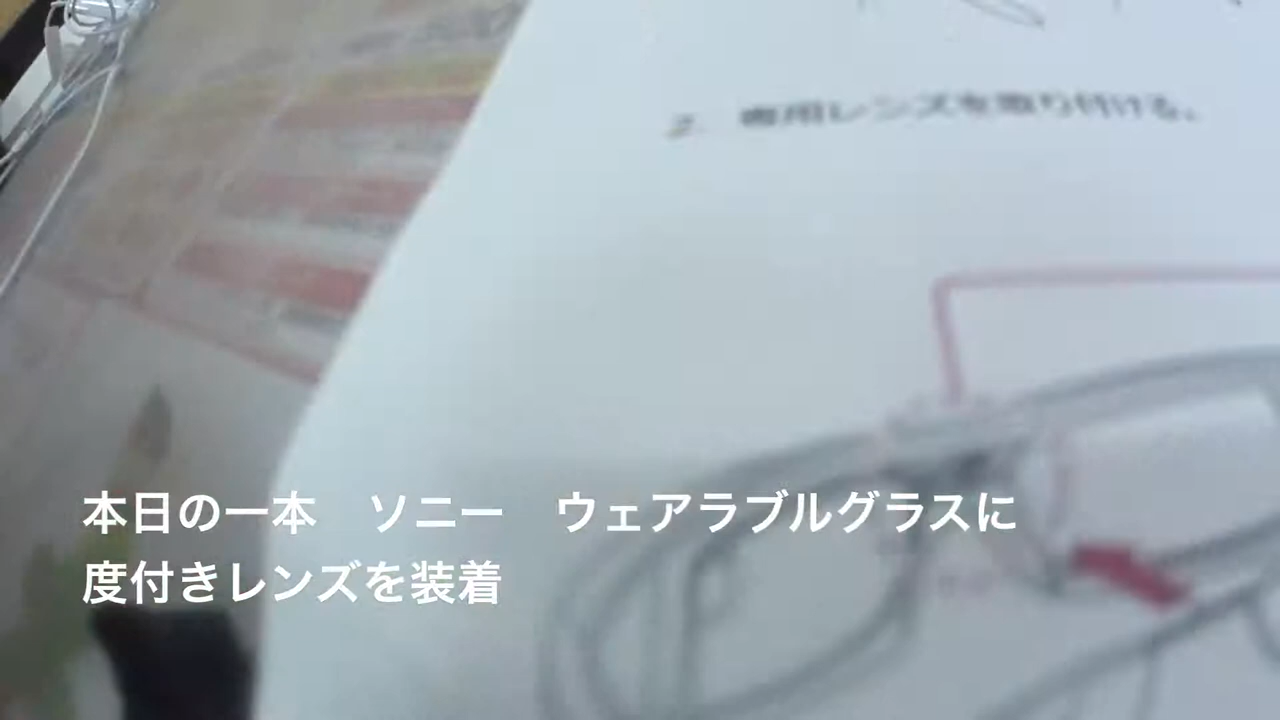 2. 専用レンズを取り付ける。
本日の一本　ソニー　ウェアラブルグラスに
度付きレンズを装着